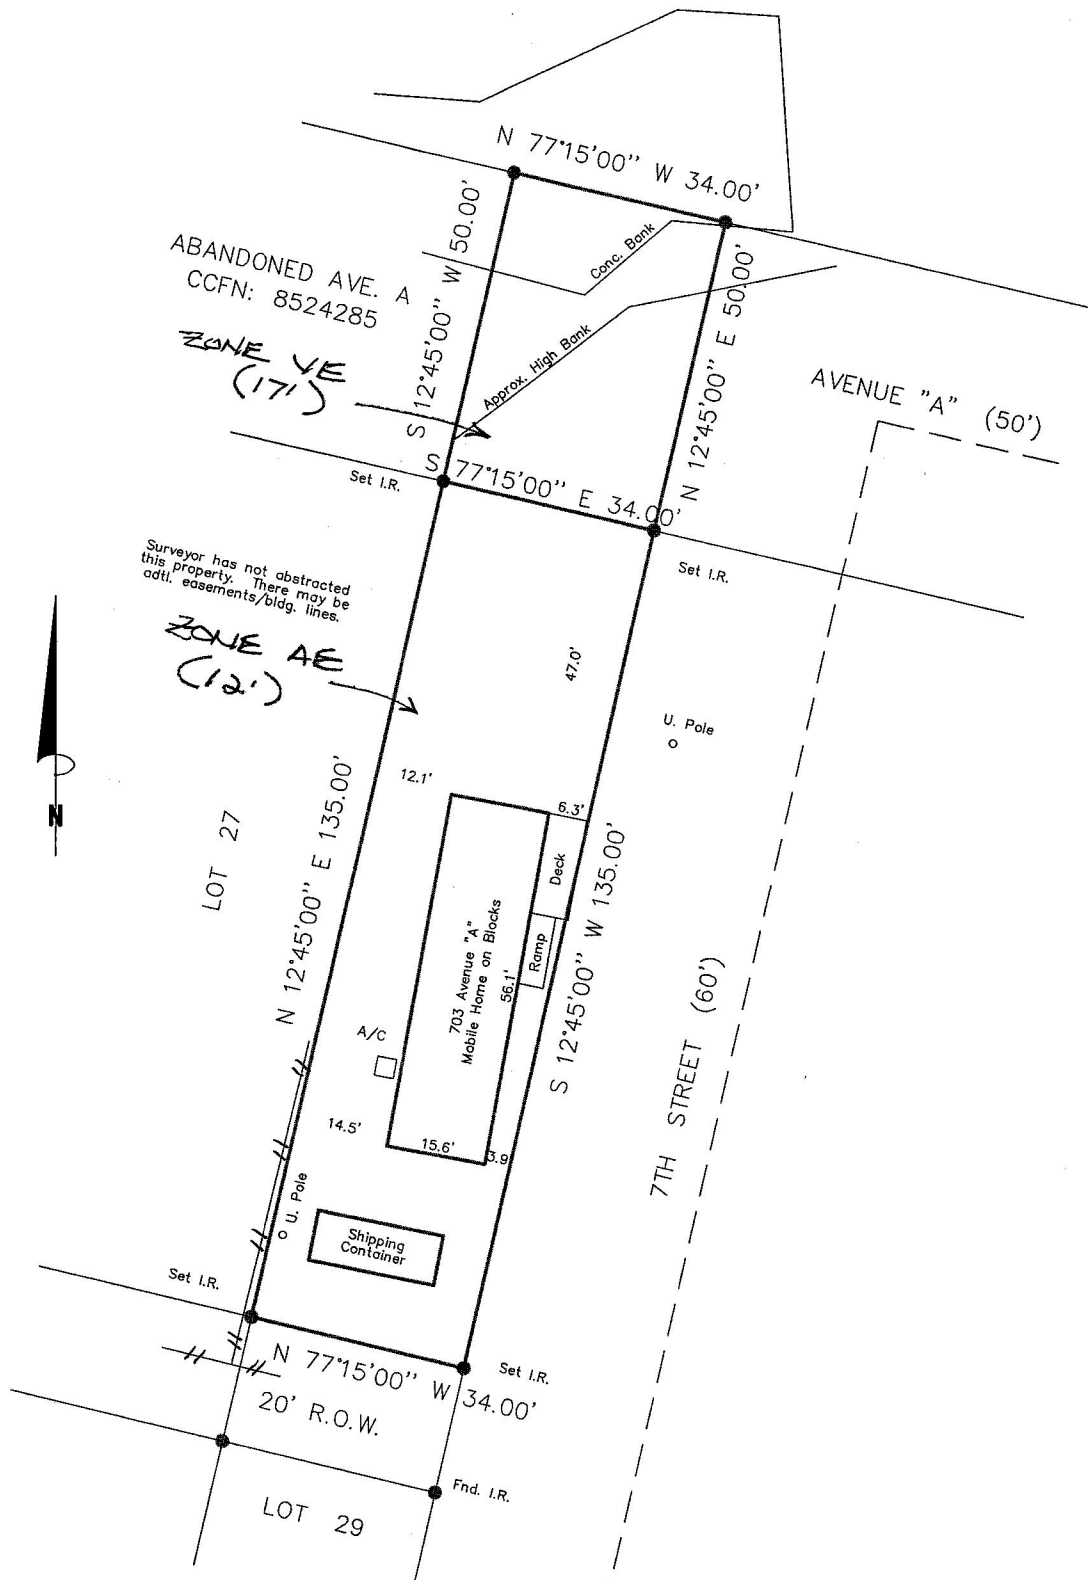 N 77°15'00" W 34.00'
S 12°45'00" W 50.00'
Conc. Bank
N 12°45'00" E 50.00'
ABANDONED AVE. A
CCFN: 8524285
ZONE VE
(17')
Approx. High Bank
AVENUE "A" (50')
Set I.R.
S 77°15'00" E 34.00'
Set I.R.
Surveyor has not abstracted
this property. There may be
adtl. easements/bldg. lines.
ZONE AE
(12')
47.0'
U. Pole
N
12.1'
6.3'
LOT 27
N 12°45'00" E 135.00'
Deck
703 Avenue "A"
Mobile Home on Blocks
56.1'
Ramp
S 12°45'00" W 135.00'
A/C
7TH STREET (60')
14.5'
15.6'
3.9'
U. Pole
Shipping
Container
Set I.R.
N 77°15'00" W 34.00'
Set I.R.
20' R.O.W.
Fnd. I.R.
LOT 29